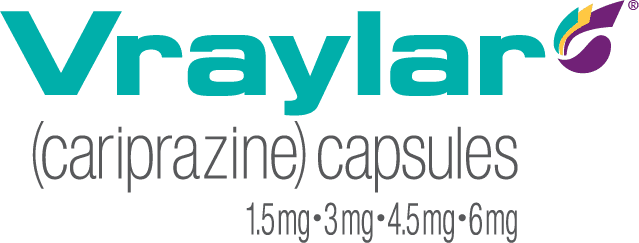 Vraylar®
(cariprazine) capsules
1.5mg•3mg•4.5mg•6mg